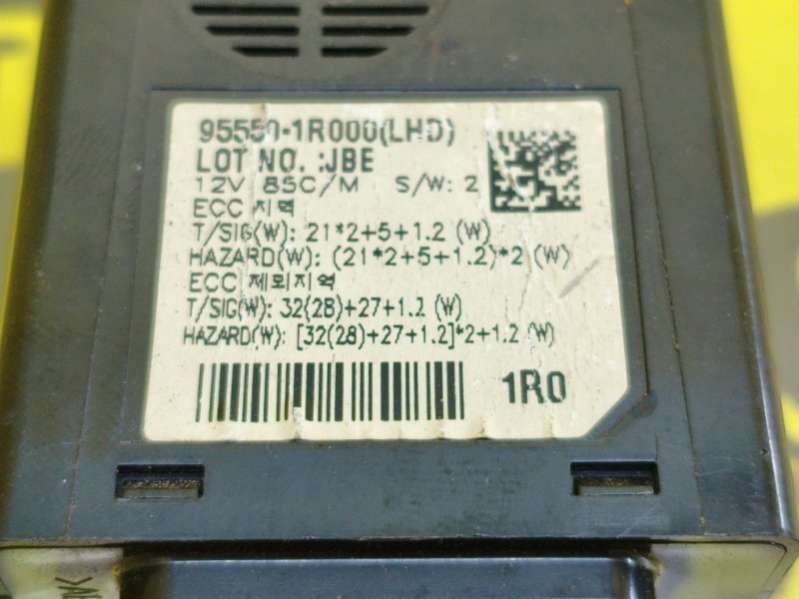 95550-1R000(LHD)
LOT NO. :JBE
12V 85C/M S/W: 2
ECC 지역
T/SIG(W): 21*2+5+1.2 (W)
HAZARD(W): (21*2+5+1.2)*2 (W)
ECC 제외지역
T/SIG(W): 32(28)+27+1.2 (W)
HAZARD(W): [32(28)+27+1.2]*2+1.2 (W)
1R0